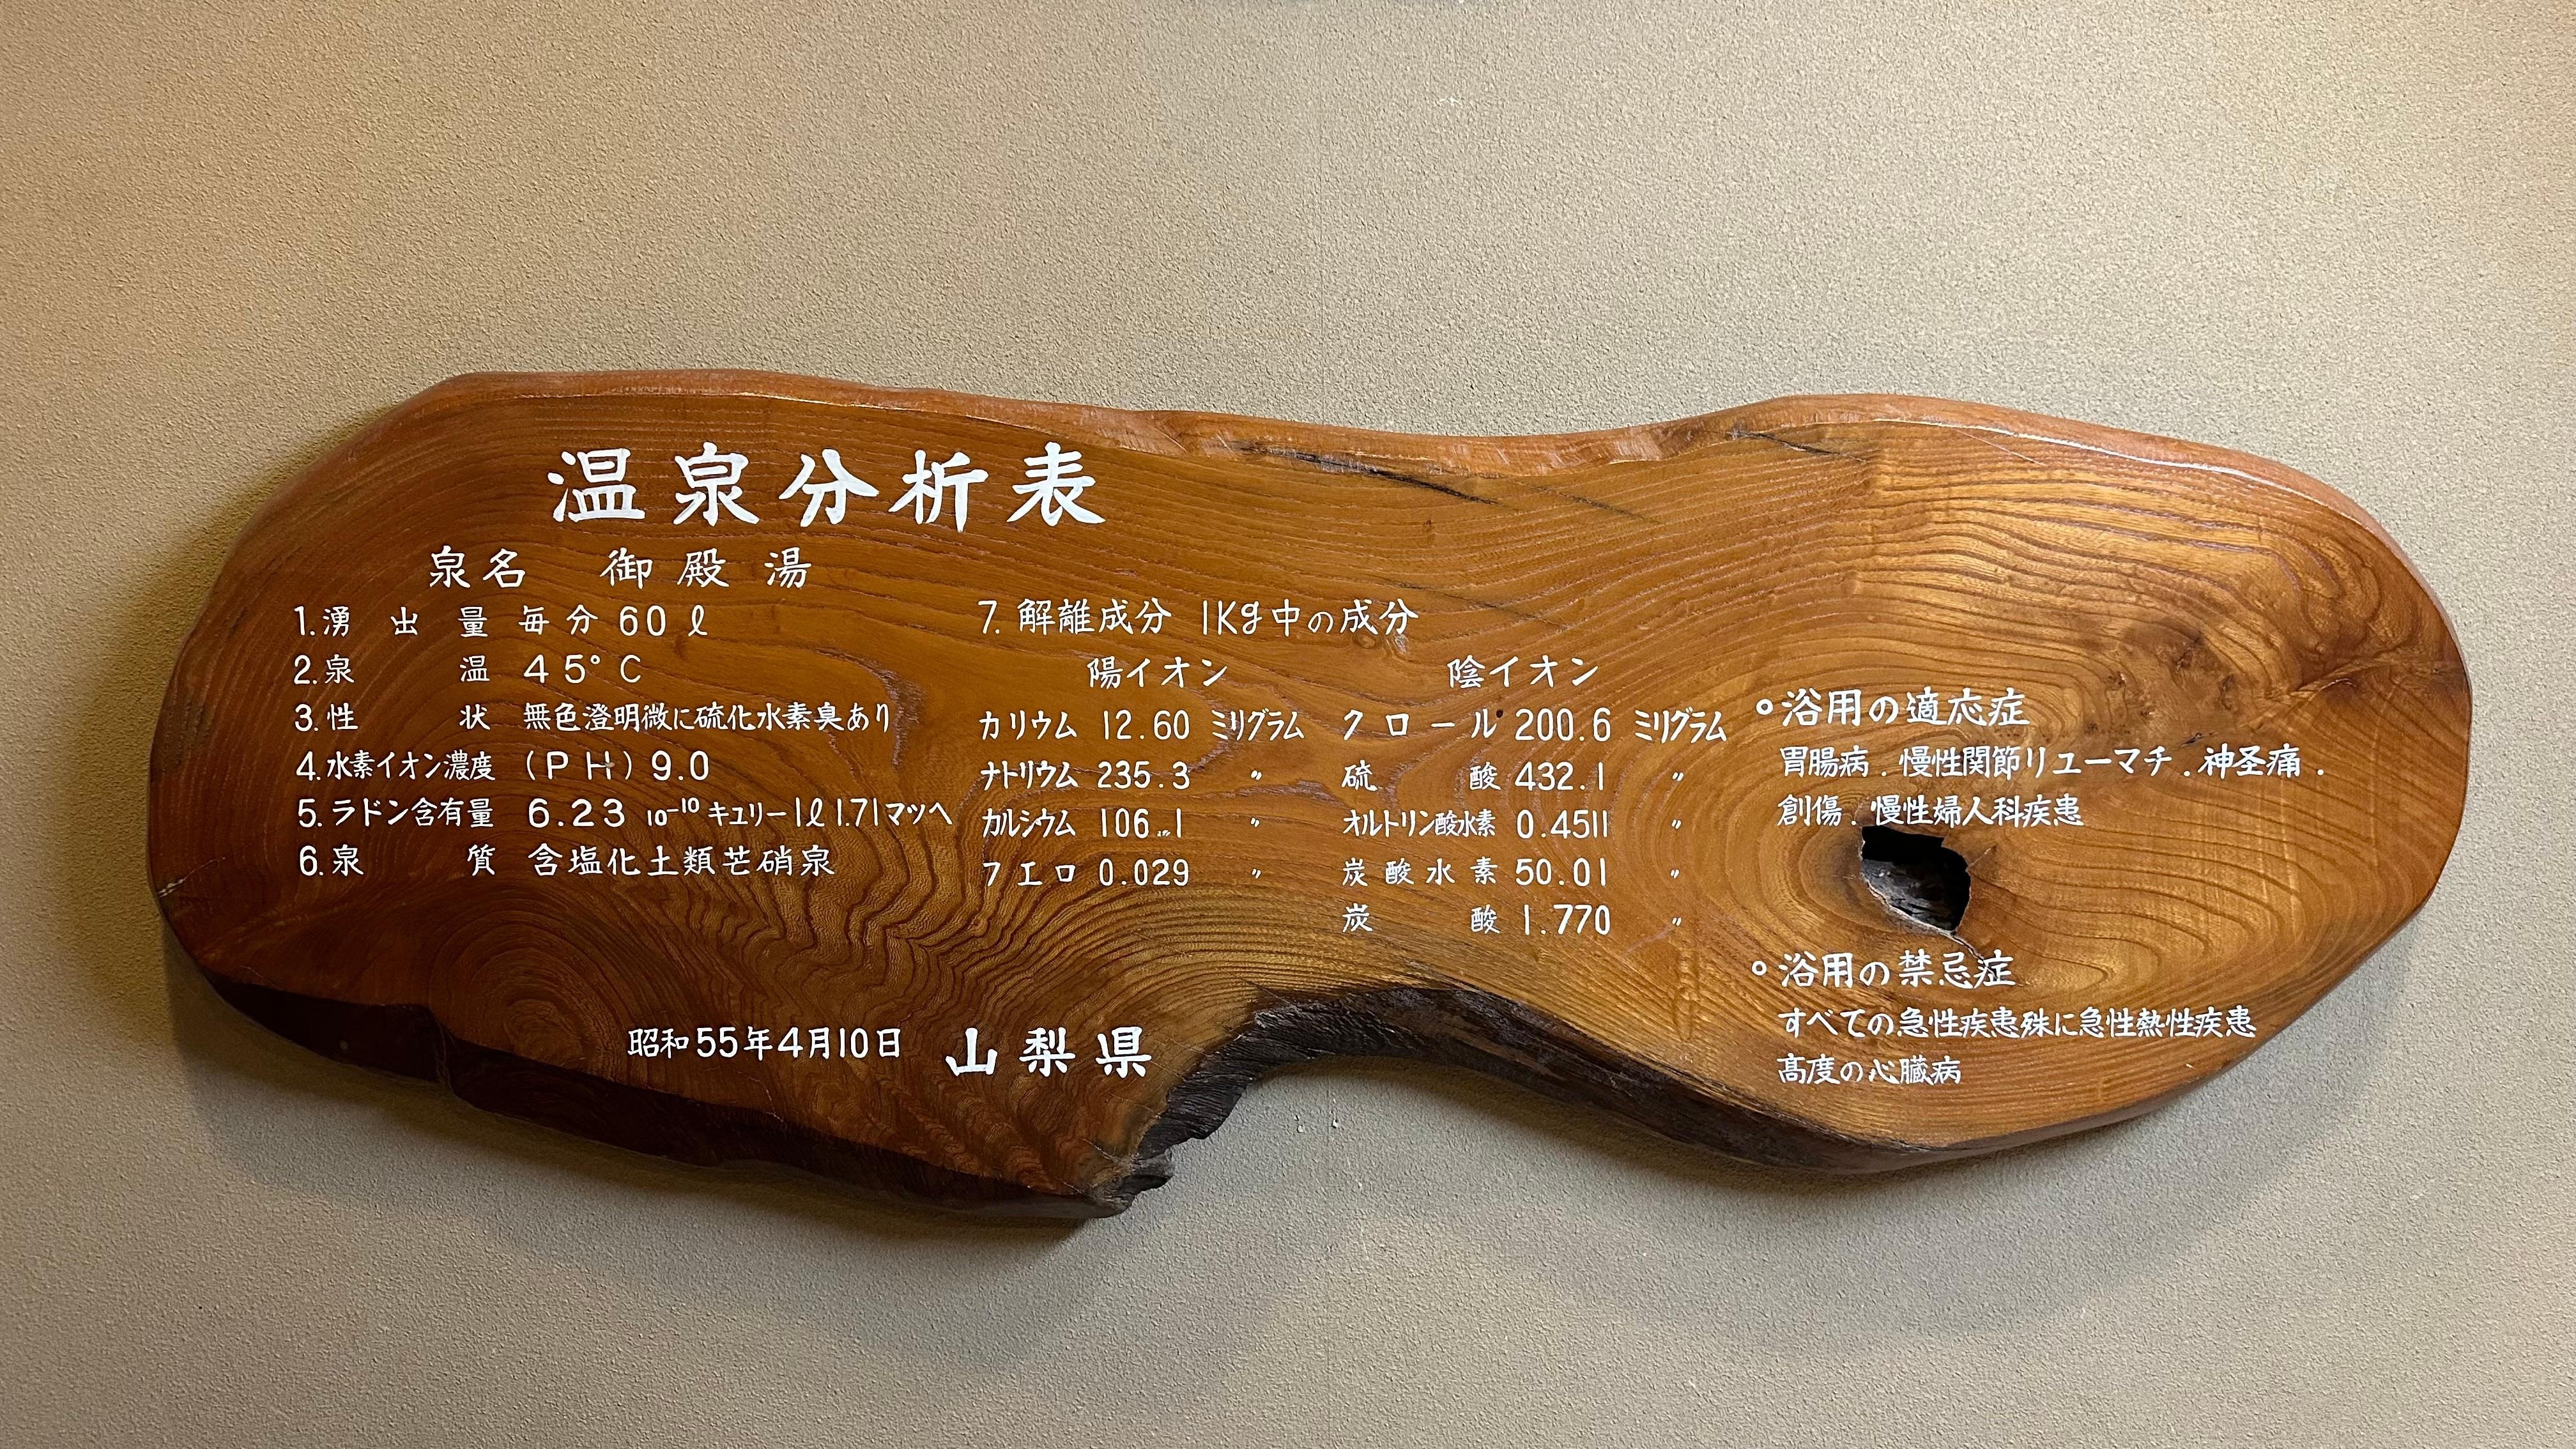 温泉分析表
泉名 御殿湯
1. 湧出量 毎分60ℓ
2. 泉温 45°C
3. 性状 無色澄明微に硫化水素臭あり
4. 水素イオン濃度 (PH) 9.0
5. ラドン含有量 6.23 10⁻¹⁰キュリー1ℓ 1.71マッヘ
6. 泉質 含塩化土類芒硝泉
7. 解離成分 1Kg中の成分
陽イオン 陰イオン
カリウム 12.60 ミリグラム クロール 200.6 ミリグラム
ナトリウム 235.3 〃 硫酸 432.1 〃
カルシウム 106.1 〃 オルトリン酸水素 0.4511 〃
フエロ 0.029 〃 炭酸水素 50.01 〃
炭酸 1.770 〃
昭和55年4月10日 山梨県
○浴用の適応症
胃腸病.慢性関節リユーマチ.神圣痛.
創傷.慢性婦人科疾患
○浴用の禁忌症
すべての急性疾患殊に急性熱性疾患
高度の心臓病